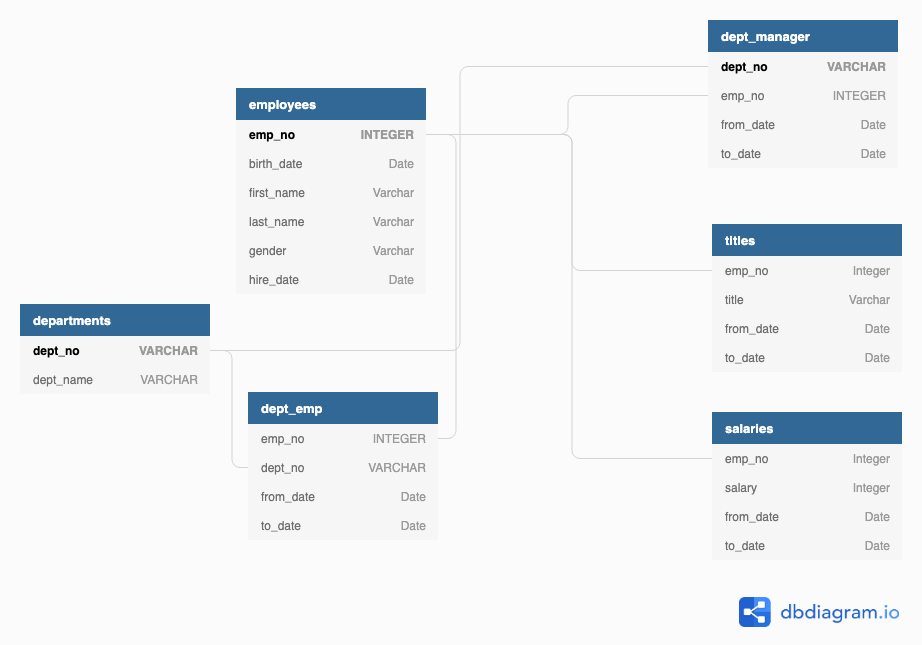 employees
emp_no INTEGER
birth_date Date
first_name Varchar
last_name Varchar
gender Varchar
hire_date Date
departments
dept_no VARCHAR
dept_name VARCHAR
dept_emp
emp_no INTEGER
dept_no VARCHAR
from_date Date
to_date Date
dept_manager
dept_no VARCHAR
emp_no INTEGER
from_date Date
to_date Date
titles
emp_no Integer
title Varchar
from_date Date
to_date Date
salaries
emp_no Integer
salary Integer
from_date Date
to_date Date
dbdiagram.io